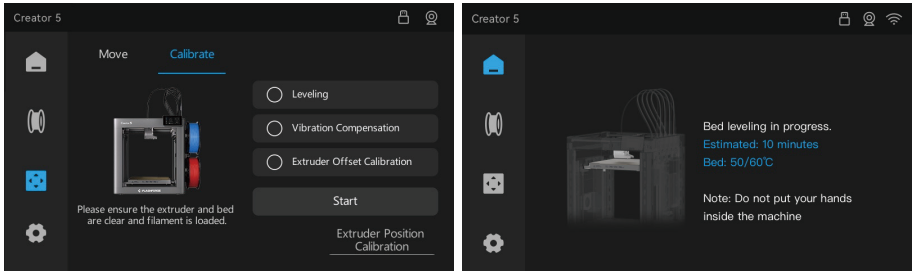 Creator 5
Move
Calibrate
Leveling
Vibration Compensation
Extruder Offset Calibration
Start
FLASHFORGE
Please ensure the extruder and bed
are clear and filament is loaded.
Extruder Position
Calibration
Creator 5
Bed leveling in progress.
Estimated: 10 minutes
Bed: 50/60℃
Note: Do not put your hands
inside the machine